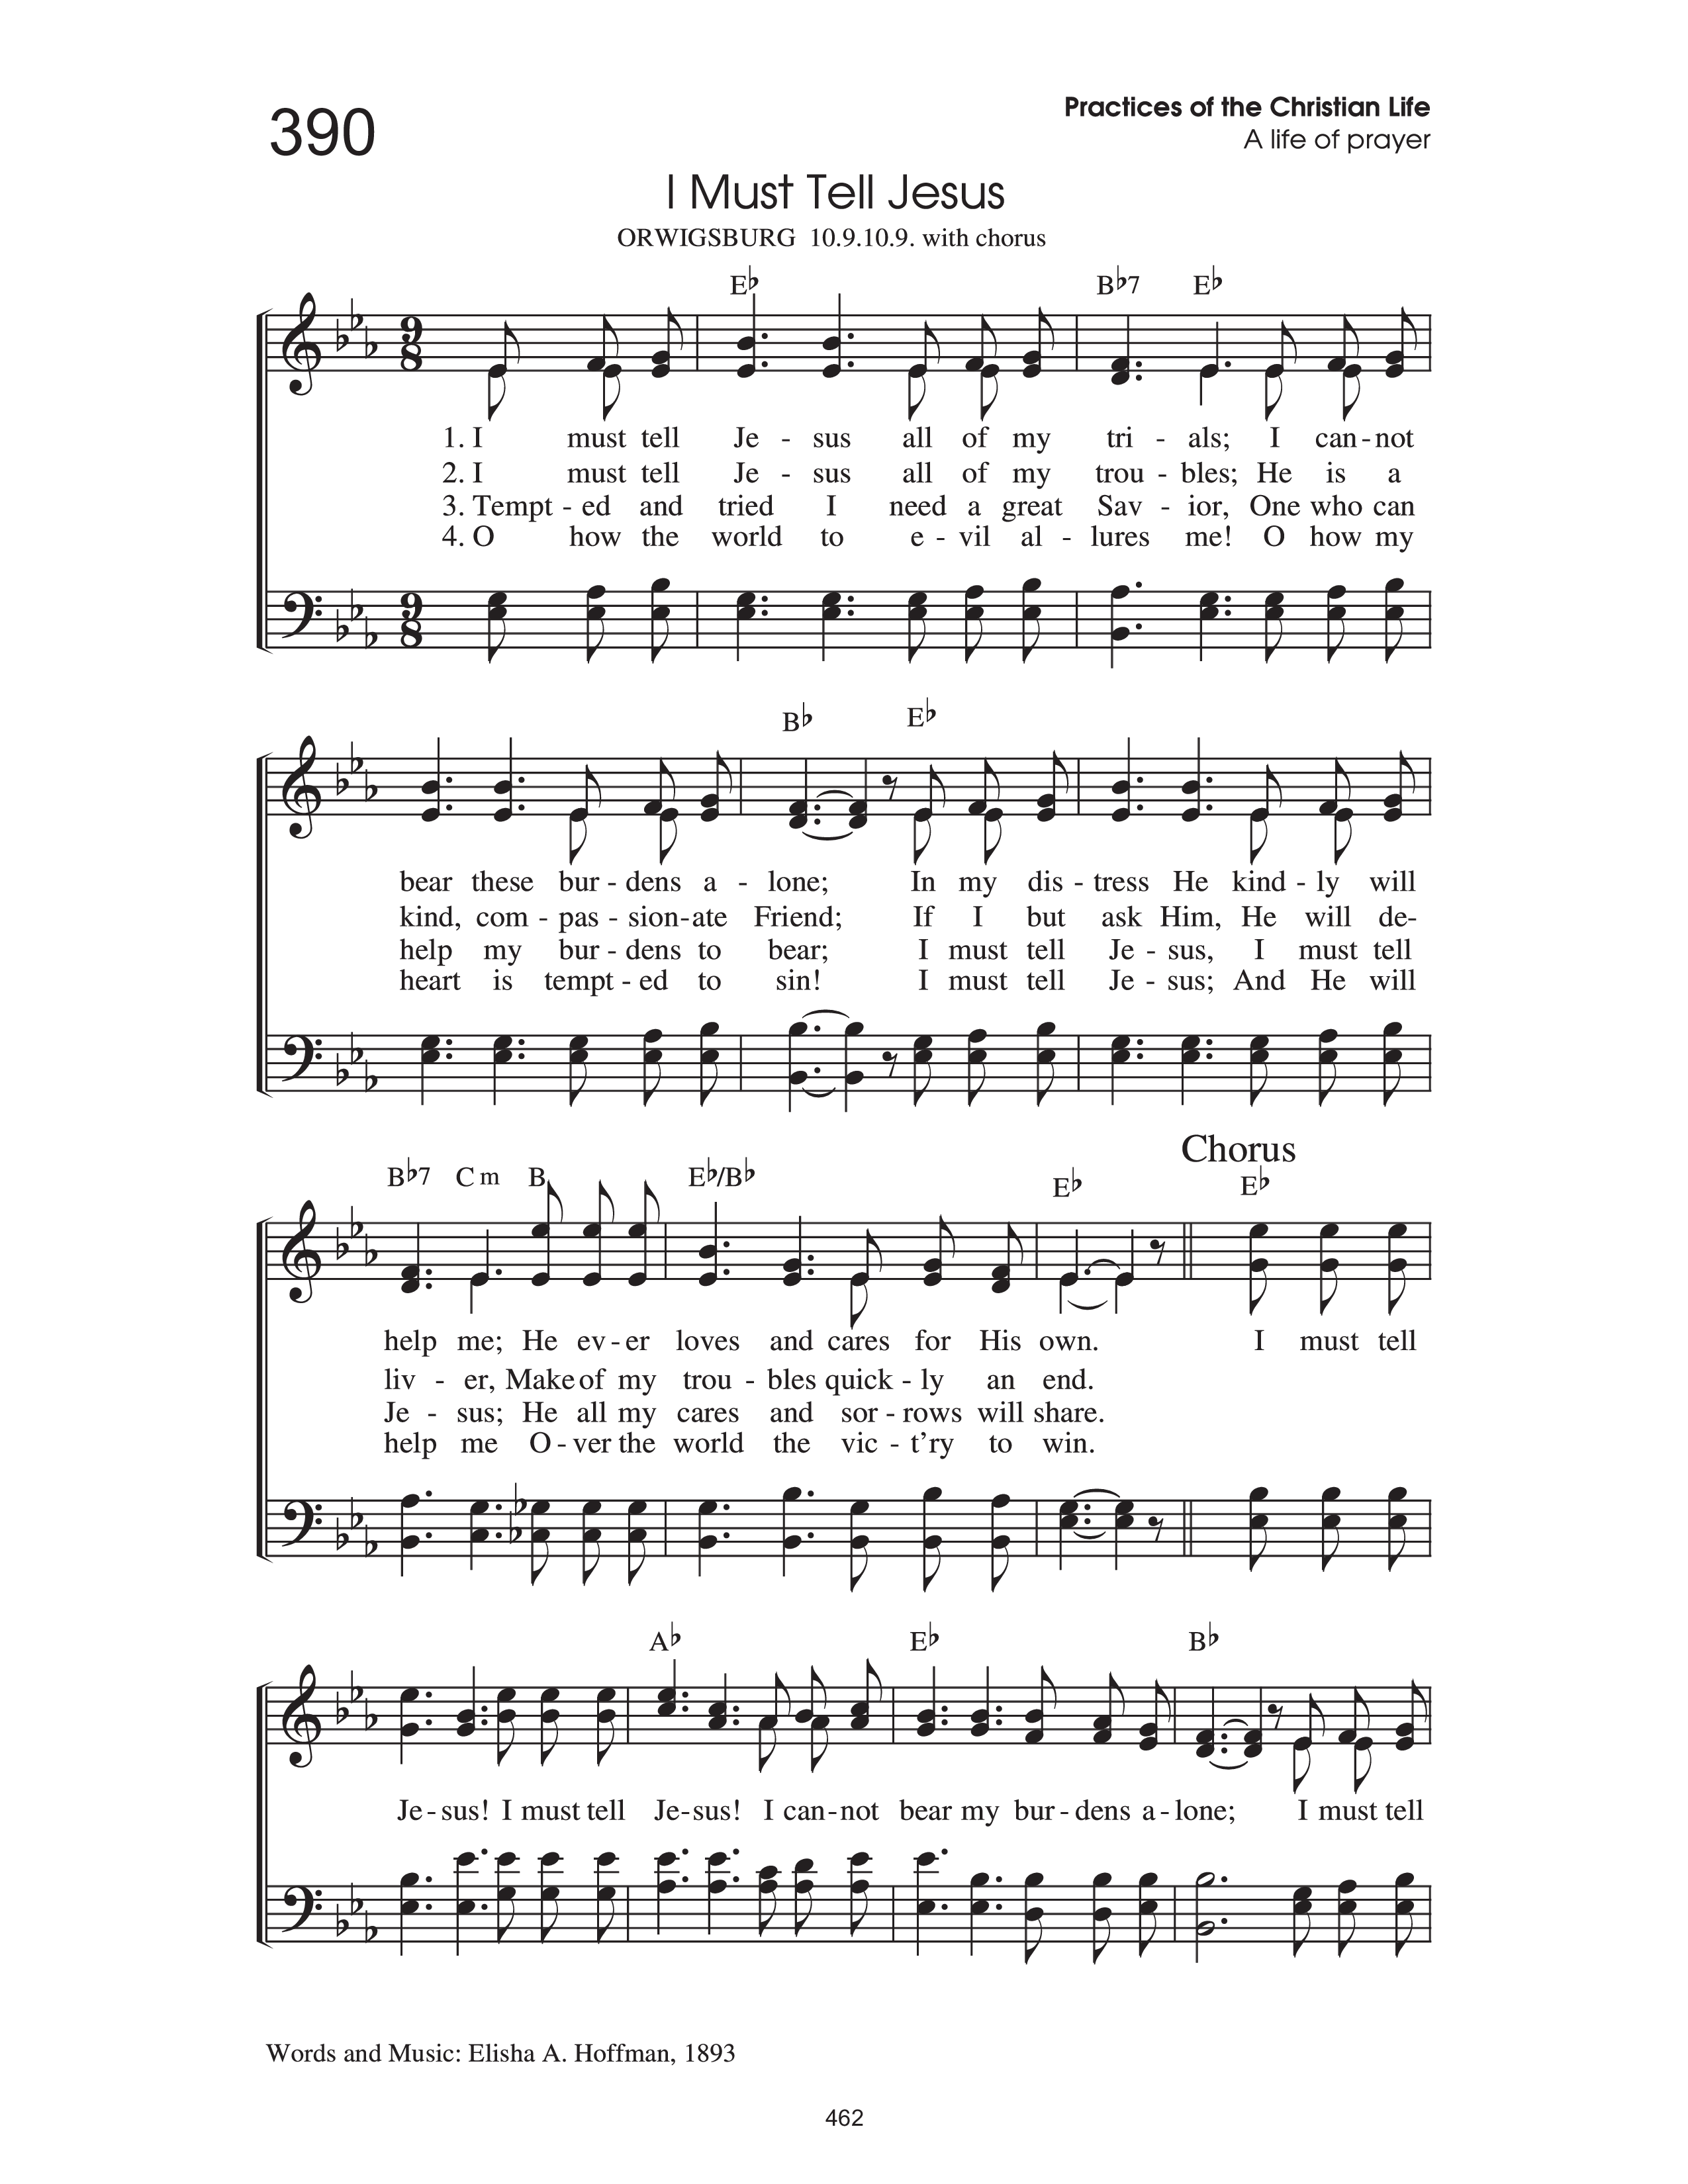 390
Practices of the Christian Life
A life of prayer
I Must Tell Jesus
ORWIGSBURG 10.9.10.9. with chorus
E♭ B♭7 E♭
9
8
1. I must tell Je - sus all of my tri - als; I can - not
2. I must tell Je - sus all of my trou - bles; He is a
3. Tempt - ed and tried I need a great Sav - ior, One who can
4. O how the world to e - vil al - lures me! O how my
9
8
B♭ E♭
bear these bur - dens a - lone; In my dis - tress He kind - ly will
kind, com - pas - sion - ate Friend; If I but ask Him, He will de-
help my bur - dens to bear; I must tell Je - sus, I must tell
heart is tempt - ed to sin! I must tell Je - sus; And He will
Chorus
B♭7 C m B E♭/B♭ E♭ E♭
help me; He ev - er loves and cares for His own. I must tell
liv - er, Make of my trou - bles quick - ly an end.
Je - sus; He all my cares and sor - rows will share.
help me O - ver the world the vic - t'ry to win.
A♭ E♭ B♭
Je - sus! I must tell Je - sus! I can - not bear my bur - dens a - lone; I must tell
Words and Music: Elisha A. Hoffman, 1893
462